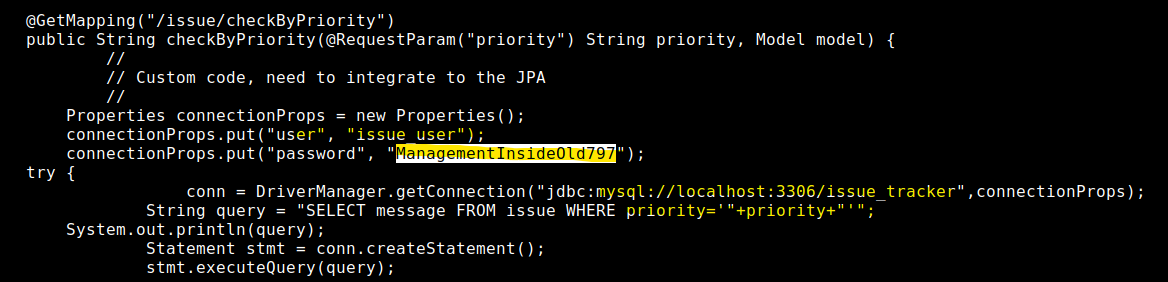 @GetMapping("/issue/checkByPriority")
public String checkByPriority(@RequestParam("priority") String priority, Model model) {
//
// Custom code, need to integrate to the JPA
//
Properties connectionProps = new Properties();
connectionProps.put("user", "issue_user");
connectionProps.put("password", "ManagementInsideOld797");
try {
conn = DriverManager.getConnection("jdbc:mysql://localhost:3306/issue_tracker",connectionProps);
String query = "SELECT message FROM issue WHERE priority='"+priority+"'";
System.out.println(query);
Statement stmt = conn.createStatement();
stmt.executeQuery(query);